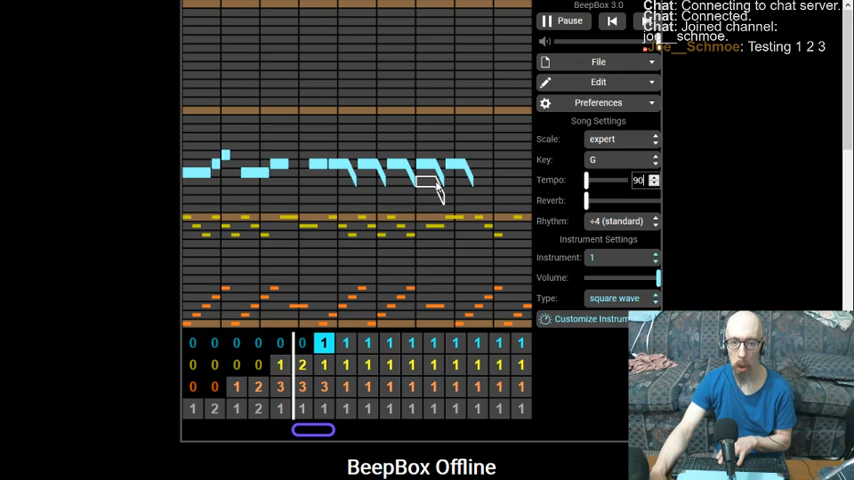 BeepBox 3.0
Chat: Connecting to chat server.
Chat: Connected.
Chat: Joined channel:
joe__schmoe.
Joe__Schmoe: Testing 1 2 3
Pause
File
Edit
Preferences
Song Settings
Scale: expert
Key: G
Tempo: 90
Reverb:
Rhythm: ÷4 (standard)
Instrument Settings
Instrument: 1
Volume:
Type: square wave
Customize Instrum
0 0 0 0 0 0 1 1 1 1 1 1 1 1 1 1
0 0 0 0 1 2 1 1 1 1 1 1 1 1 1 1
0 0 1 2 3 3 3 1 1 1 1 1 1 1 1 1
1 2 1 2 1 1 1 1 1 1 1 1 1 1 1 1
BeepBox Offline